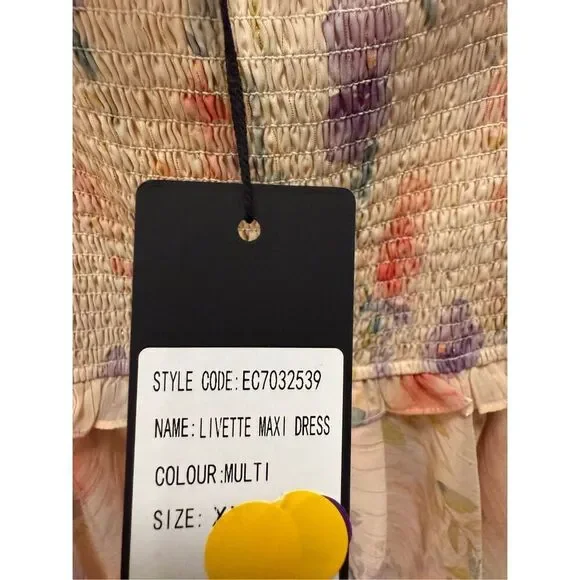 STYLE CODE:EC7032539
NAME:LIVETTE MAXI DRESS
COLOUR:MULTI
SIZE: